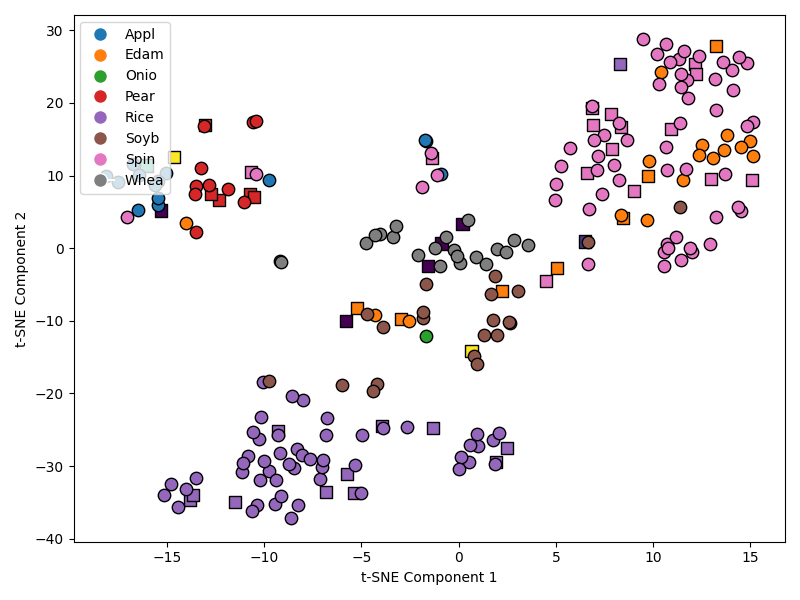 Appl
Edam
Onio
Pear
Rice
Soyb
Spin
Whea
30
20
10
0
−10
−20
−30
−40
t-SNE Component 2
−15 −10 −5 0 5 10 15
t-SNE Component 1